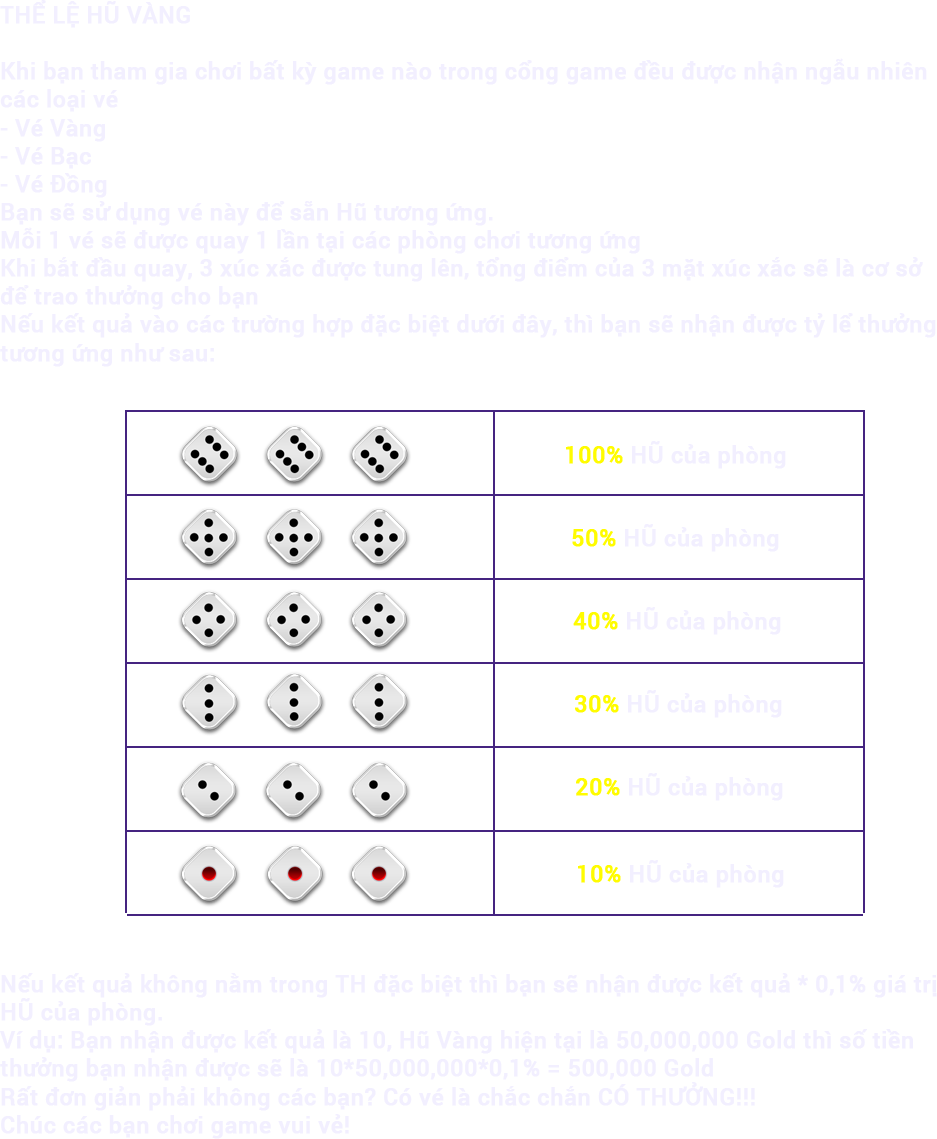 THỂ LỆ HŨ VÀNG
Khi bạn tham gia chơi bất kỳ game nào trong cổng game đều được nhận ngẫu nhiên
các loại vé
- Vé Vàng
- Vé Bạc
- Vé Đồng
Bạn sẽ sử dụng vé này để sẵn Hũ tương ứng.
Mỗi 1 vé sẽ được quay 1 lần tại các phòng chơi tương ứng
Khi bắt đầu quay, 3 xúc xắc được tung lên, tổng điểm của 3 mặt xúc xắc sẽ là cơ sở
để trao thưởng cho bạn
Nếu kết quả vào các trường hợp đặc biệt dưới đây, thì bạn sẽ nhận được tỷ lể thưởng
tương ứng như sau:
100% HŨ của phòng
50% HŨ của phòng
40% HŨ của phòng
30% HŨ của phòng
20% HŨ của phòng
10% HŨ của phòng
Nếu kết quả không nằm trong TH đặc biệt thì bạn sẽ nhận được kết quả * 0,1% giá trị
HŨ của phòng.
Ví dụ: Bạn nhận được kết quả là 10, Hũ Vàng hiện tại là 50,000,000 Gold thì số tiền
thưởng bạn nhận được sẽ là 10*50,000,000*0,1% = 500,000 Gold
Rất đơn giản phải không các bạn? Có vé là chắc chắn CÓ THƯỞNG!!!
Chúc các bạn chơi game vui vẻ!